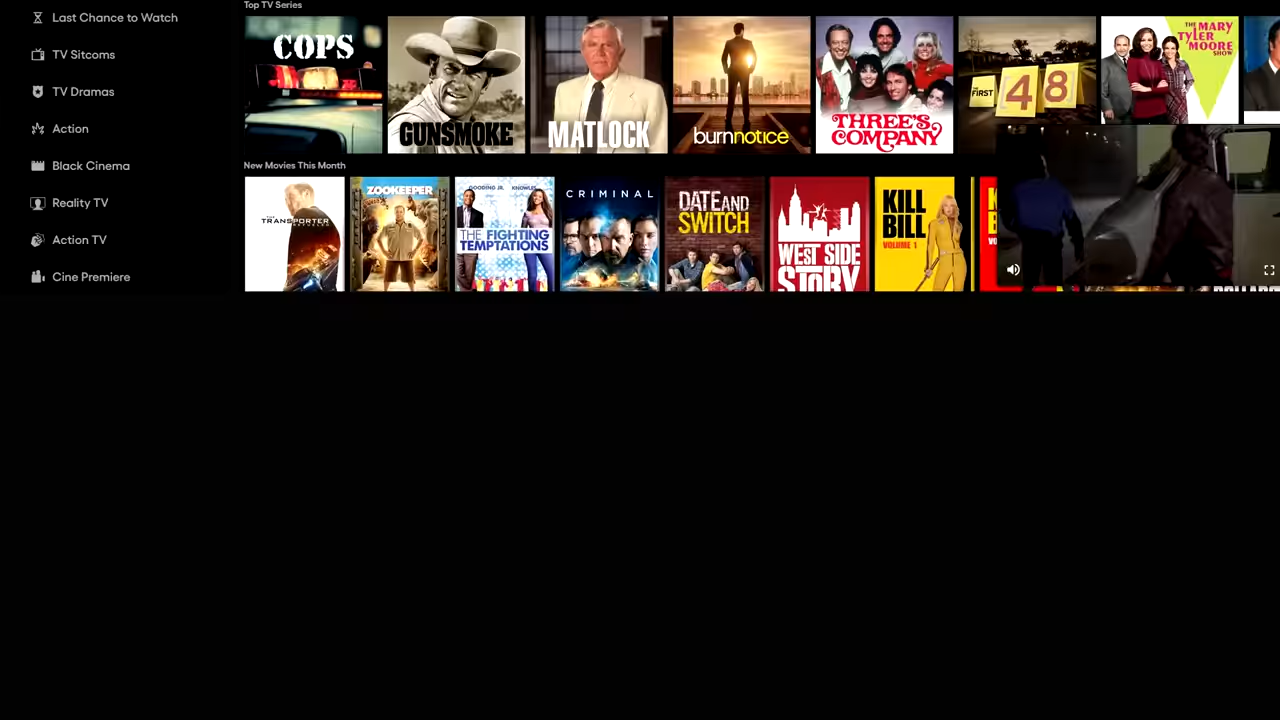 Last Chance to Watch
TV Sitcoms
TV Dramas
Action
Black Cinema
Reality TV
Action TV
Cine Premiere
Top TV Series
COPS
GUNSMOKE
MATLOCK
burnnotice
THREE'S
COMPANY
THE FIRST 48
THE MARY
TYLER
MOORE
SHOW
New Movies This Month
THE
TRANSPORTER
ZOOKEEPER
GOODING JR. KNOWLES
THE FIGHTING
TEMPTATIONS
CRIMINAL
DATE AND
SWITCH
WEST SIDE
STORY
KILL
BILL
VOLUME 1